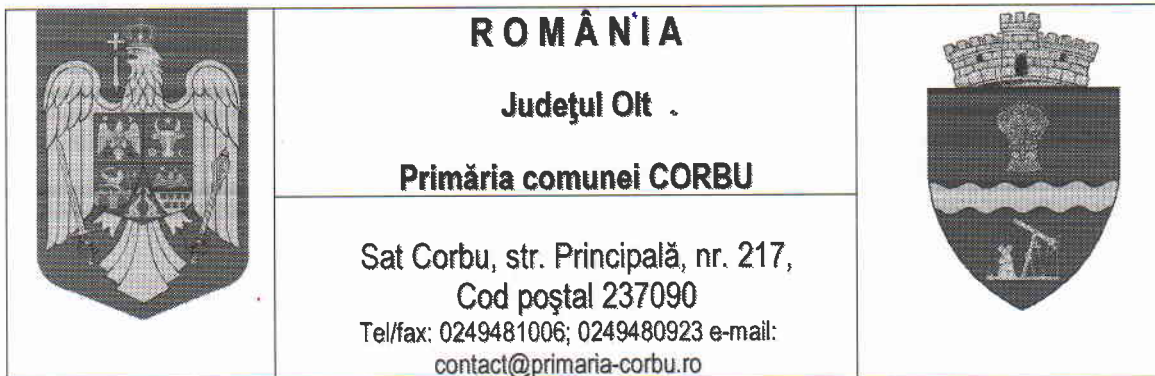 ROMÂNIA
Judeţul Olt .
Primăria comunei CORBU
Sat Corbu, str. Principală, nr. 217,
Cod poştal 237090
Tel/fax: 0249481006; 0249480923 e-mail:
contact@primaria-corbu.ro